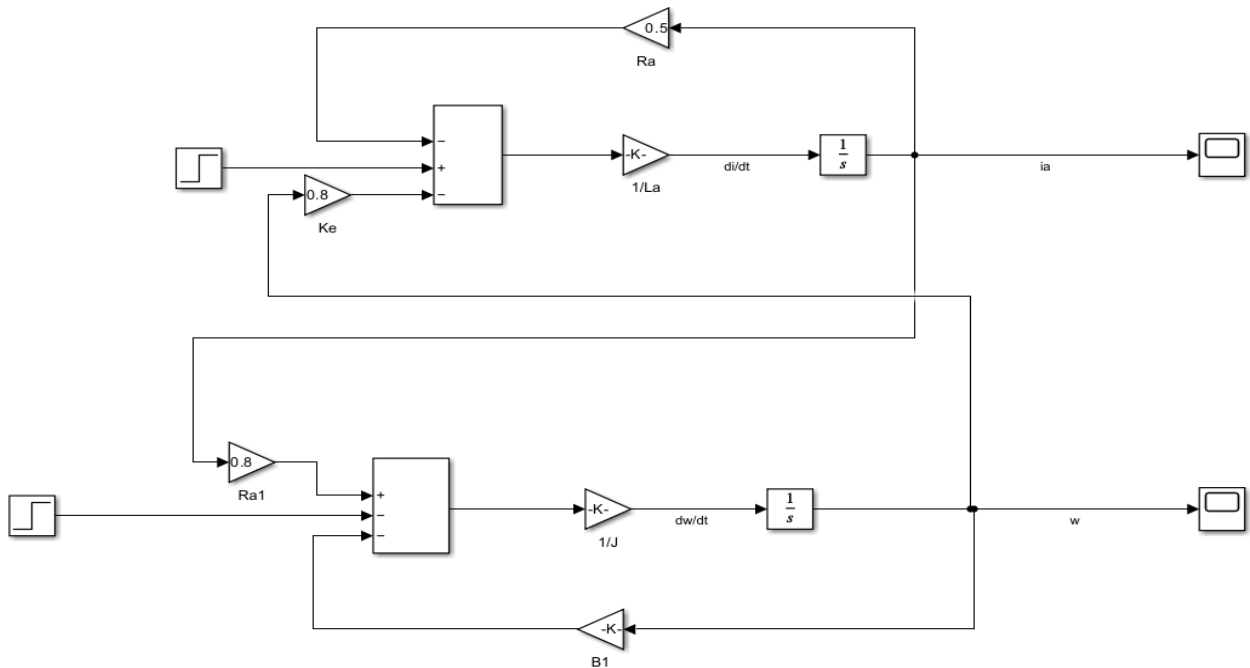 0.5
Ra
−
+
−
-K-
1/La
di/dt
1
s
ia
0.8
Ke
0.8
Ra1
+
−
−
-K-
1/J
dw/dt
1
s
w
-K-
B1